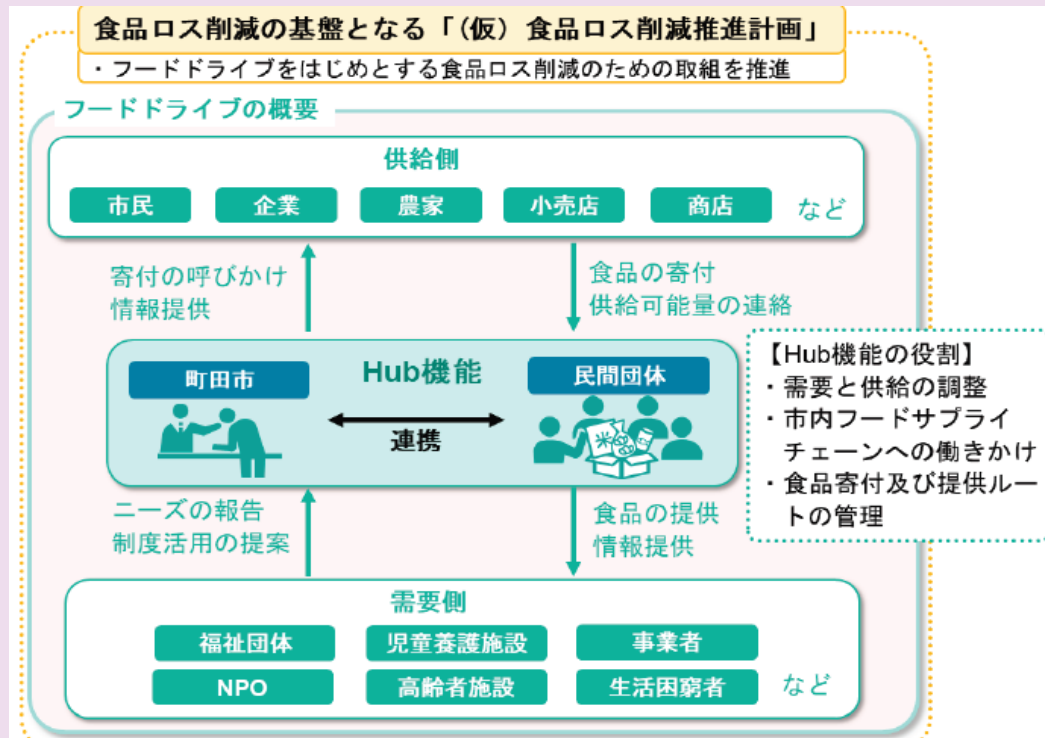 食品ロス削減の基盤となる「(仮)食品ロス削減推進計画」
・フードドライブをはじめとする食品ロス削減のための取組を推進
フードドライブの概要
供給側
市民 企業 農家 小売店 商店 など
寄付の呼びかけ
情報提供
食品の寄付
供給可能量の連絡
Hub機能
町田市
民間団体
米
連携
【Hub機能の役割】
・需要と供給の調整
・市内フードサプライ
チェーンへの働きかけ
・食品寄付及び提供ルー
トの管理
ニーズの報告
制度活用の提案
食品の提供
情報提供
需要側
福祉団体 児童養護施設 事業者
NPO 高齢者施設 生活困窮者 など